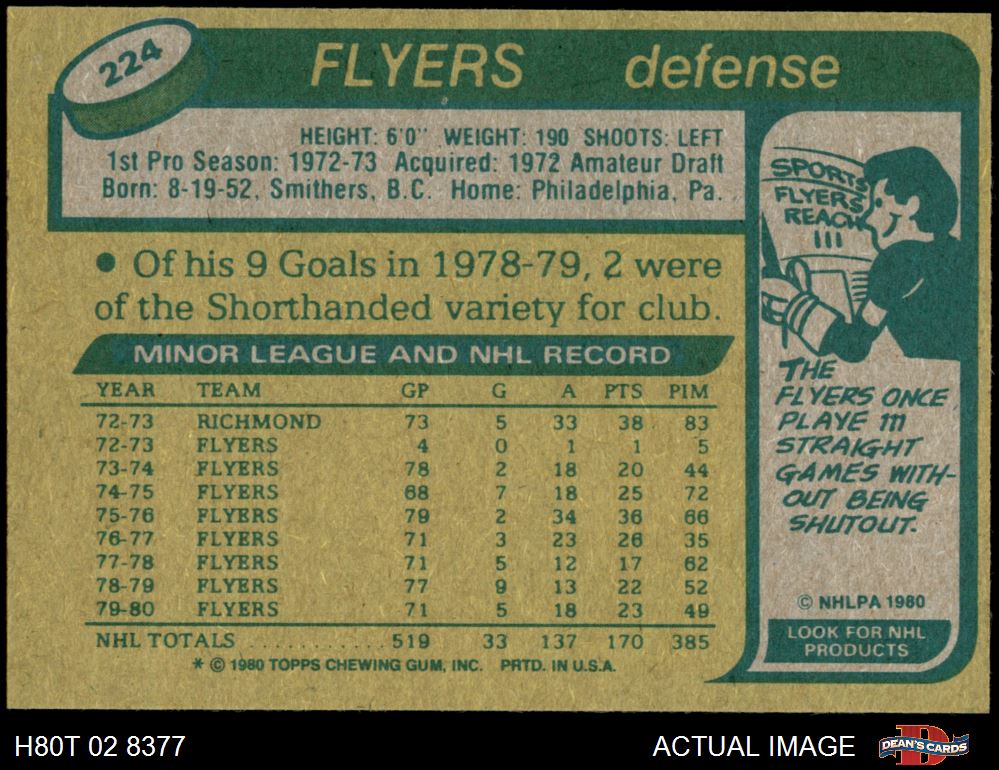 224
FLYERS defense
HEIGHT: 6'0" WEIGHT: 190 SHOOTS: LEFT
1st Pro Season: 1972-73 Acquired: 1972 Amateur Draft
Born: 8-19-52, Smithers, B.C. Home: Philadelphia, Pa.
• Of his 9 Goals in 1978-79, 2 were
of the Shorthanded variety for club.
MINOR LEAGUE AND NHL RECORD
YEAR TEAM GP G A PTS PIM
72-73 RICHMOND 73 5 33 38 83
72-73 FLYERS 4 0 1 1 5
73-74 FLYERS 78 2 18 20 44
74-75 FLYERS 68 7 18 25 72
75-76 FLYERS 79 2 34 36 66
76-77 FLYERS 71 3 23 26 35
77-78 FLYERS 71 5 12 17 62
78-79 FLYERS 77 9 13 22 52
79-80 FLYERS 71 5 18 23 49
NHL TOTALS .......... 519 33 137 170 385
* © 1980 TOPPS CHEWING GUM, INC. PRTD. IN U.S.A.
SPORTS
FLYERS
REACH
111
THE
FLYERS ONCE
PLAYE 111
STRAIGHT
GAMES WITH-
OUT BEING
SHUTOUT.
© NHLPA 1980
LOOK FOR NHL
PRODUCTS
H80T 02 8377
ACTUAL IMAGE
DEAN'S CARDS